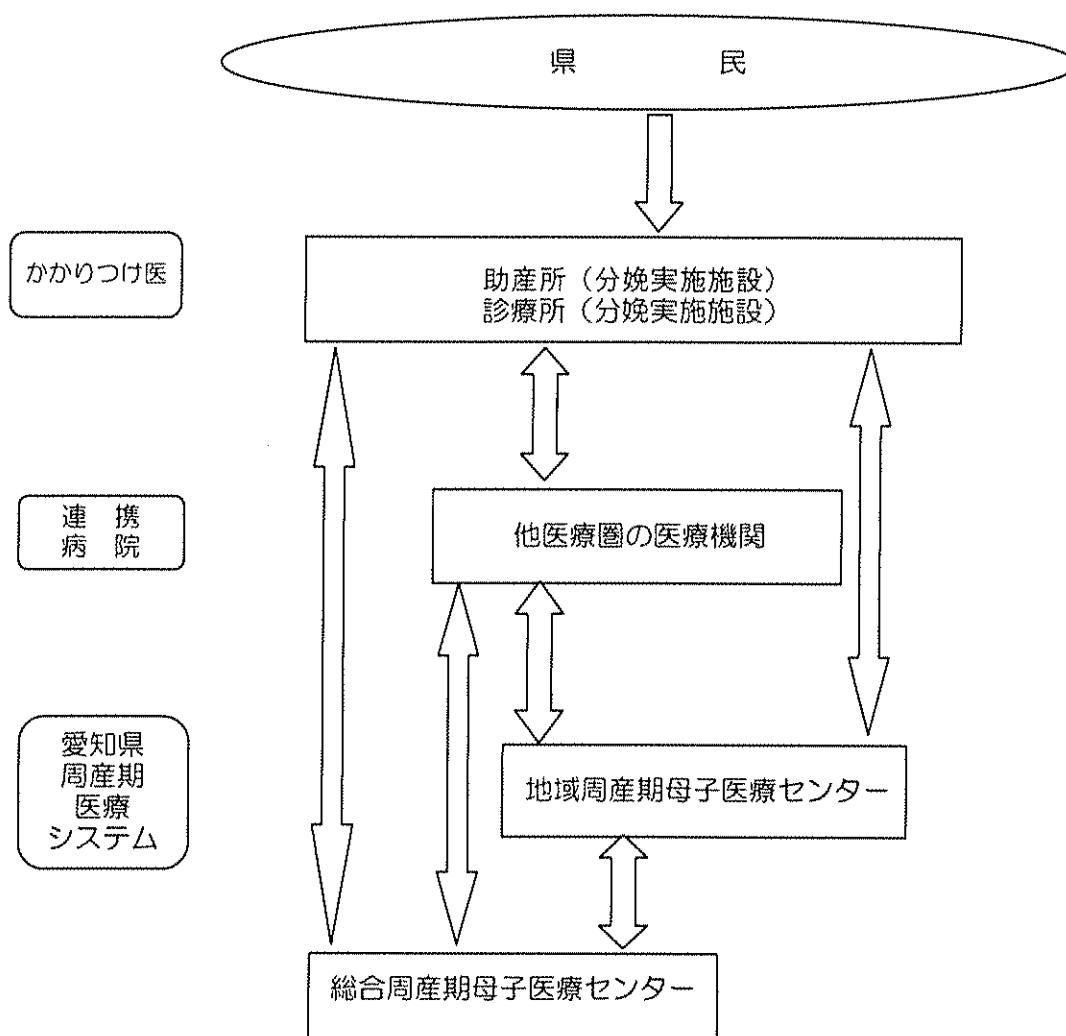 県　　　　民
かかりつけ医
助産所（分娩実施施設）
診療所（分娩実施施設）
連　携
病　院
他医療圏の医療機関
愛知県
周産期
医療
システム
地域周産期母子医療センター
総合周産期母子医療センター